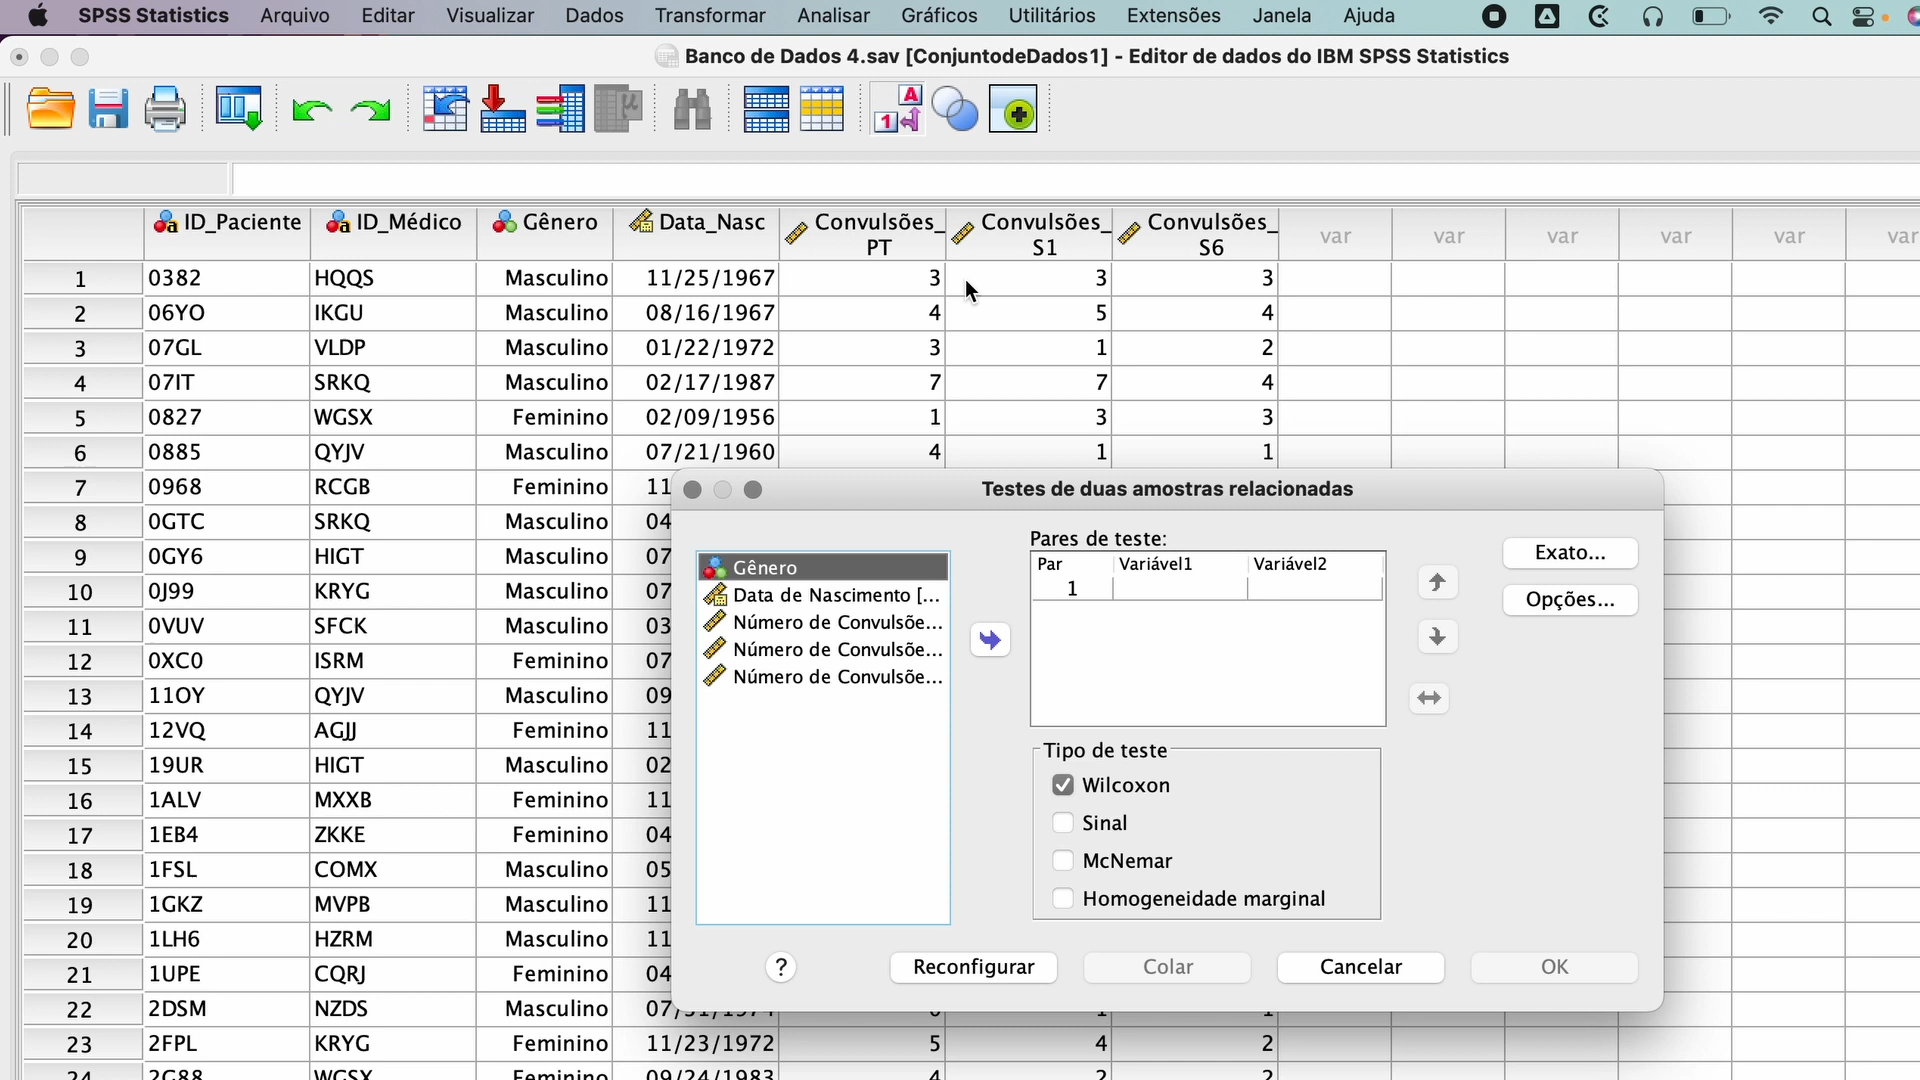 SPSS Statistics Arquivo Editar Visualizar Dados Transformar Analisar Gráficos Utilitários Extensões Janela Ajuda
Banco de Dados 4.sav [ConjuntodeDados1] - Editor de dados do IBM SPSS Statistics
ID_Paciente ID_Médico Gênero Data_Nasc Convulsões_PT Convulsões_S1 Convulsões_S6 var var var var var var
1 0382 HQQS Masculino 11/25/1967 3 3 3
2 06YO IKGU Masculino 08/16/1967 4 5 4
3 07GL VLDP Masculino 01/22/1972 3 1 2
4 07IT SRKQ Masculino 02/17/1987 7 7 4
5 0827 WGSX Feminino 02/09/1956 1 3 3
6 0885 QYJV Masculino 07/21/1960 4 1 1
7 0968 RCGB Feminino 11
8 0GTC SRKQ Masculino 04
9 0GY6 HIGT Masculino 07
10 0J99 KRYG Masculino 07
11 0VUV SFCK Masculino 03
12 0XC0 ISRM Feminino 07
13 11OY QYJV Masculino 09
14 12VQ AGJJ Feminino 11
15 19UR HIGT Masculino 02
16 1ALV MXXB Feminino 11
17 1EB4 ZKKE Feminino 04
18 1FSL COMX Masculino 05
19 1GKZ MVPB Masculino 11
20 1LH6 HZRM Masculino 11
21 1UPE CQRJ Feminino 04
22 2DSM NZDS Masculino
23 2FPL KRYG Feminino 11/23/1972 5 4 2
24 2G88 WGSX Feminino 09/24/1983 4 2 2
Testes de duas amostras relacionadas
Gênero
Data de Nascimento [...
Número de Convulsõe...
Número de Convulsõe...
Número de Convulsõe...
Pares de teste:
Par Variável1 Variável2
1
Exato...
Opções...
Tipo de teste
Wilcoxon
Sinal
McNemar
Homogeneidade marginal
? Reconfigurar Colar Cancelar OK